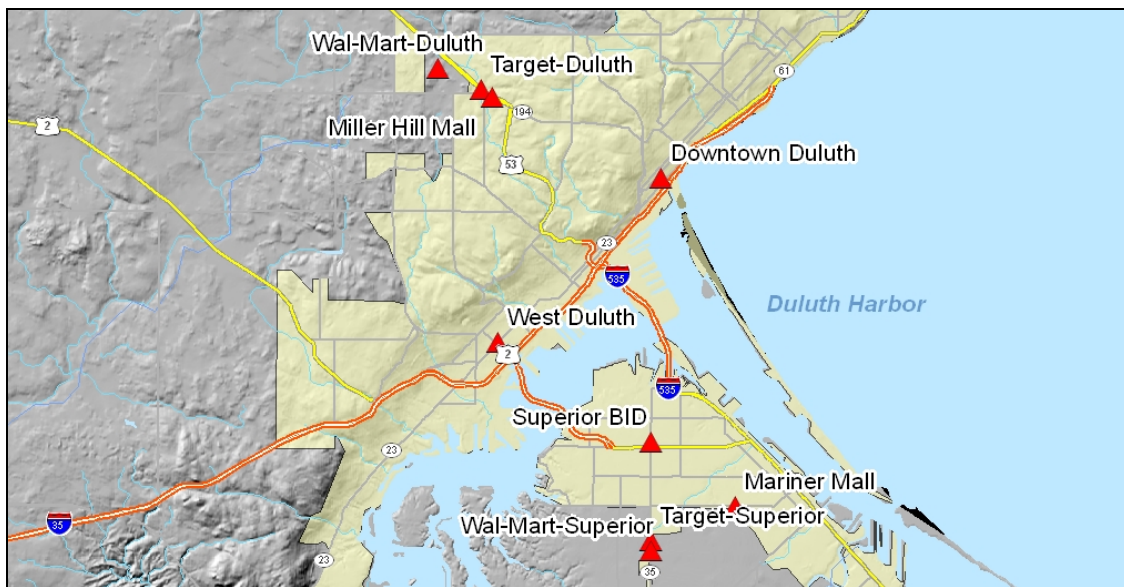 Wal-Mart-Duluth
Target-Duluth
61
2
194
Miller Hill Mall
53
Downtown Duluth
23
535
Duluth Harbor
West Duluth
2
535
Superior BID
23
Mariner Mall
Target-Superior
Wal-Mart-Superior
35
23
35